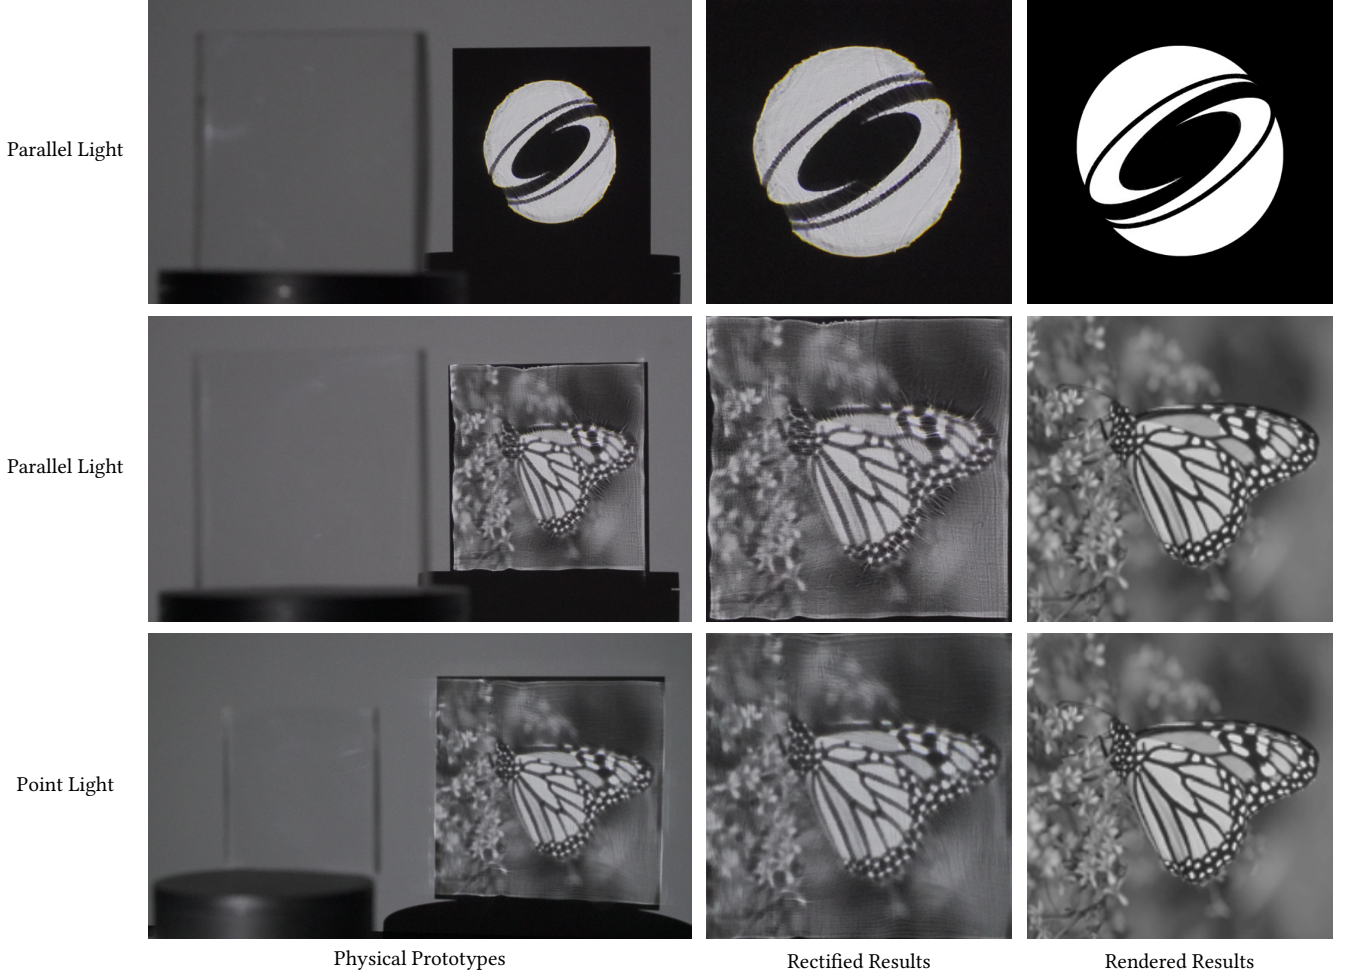 Parallel Light
Parallel Light
Point Light
Physical Prototypes
Rectified Results
Rendered Results